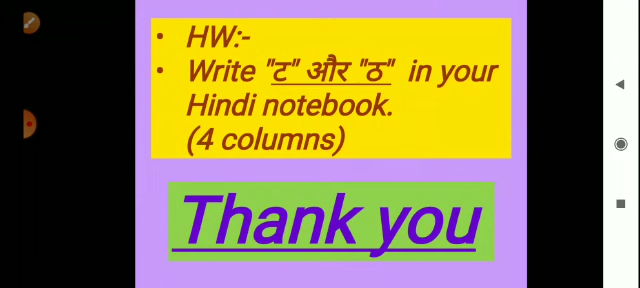 • HW:-
• Write "ट" और "ठ" in your
Hindi notebook.
(4 columns)
Thank you